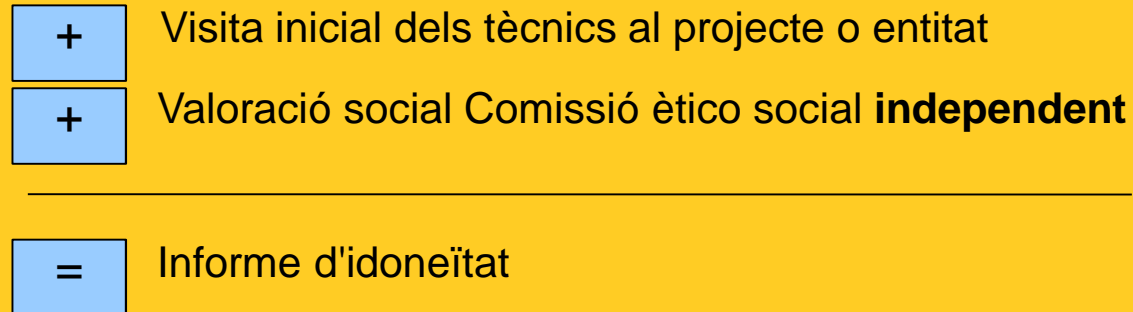 + Visita inicial dels tècnics al projecte o entitat
+ Valoració social Comissió ètico social independent
= Informe d'idoneïtat